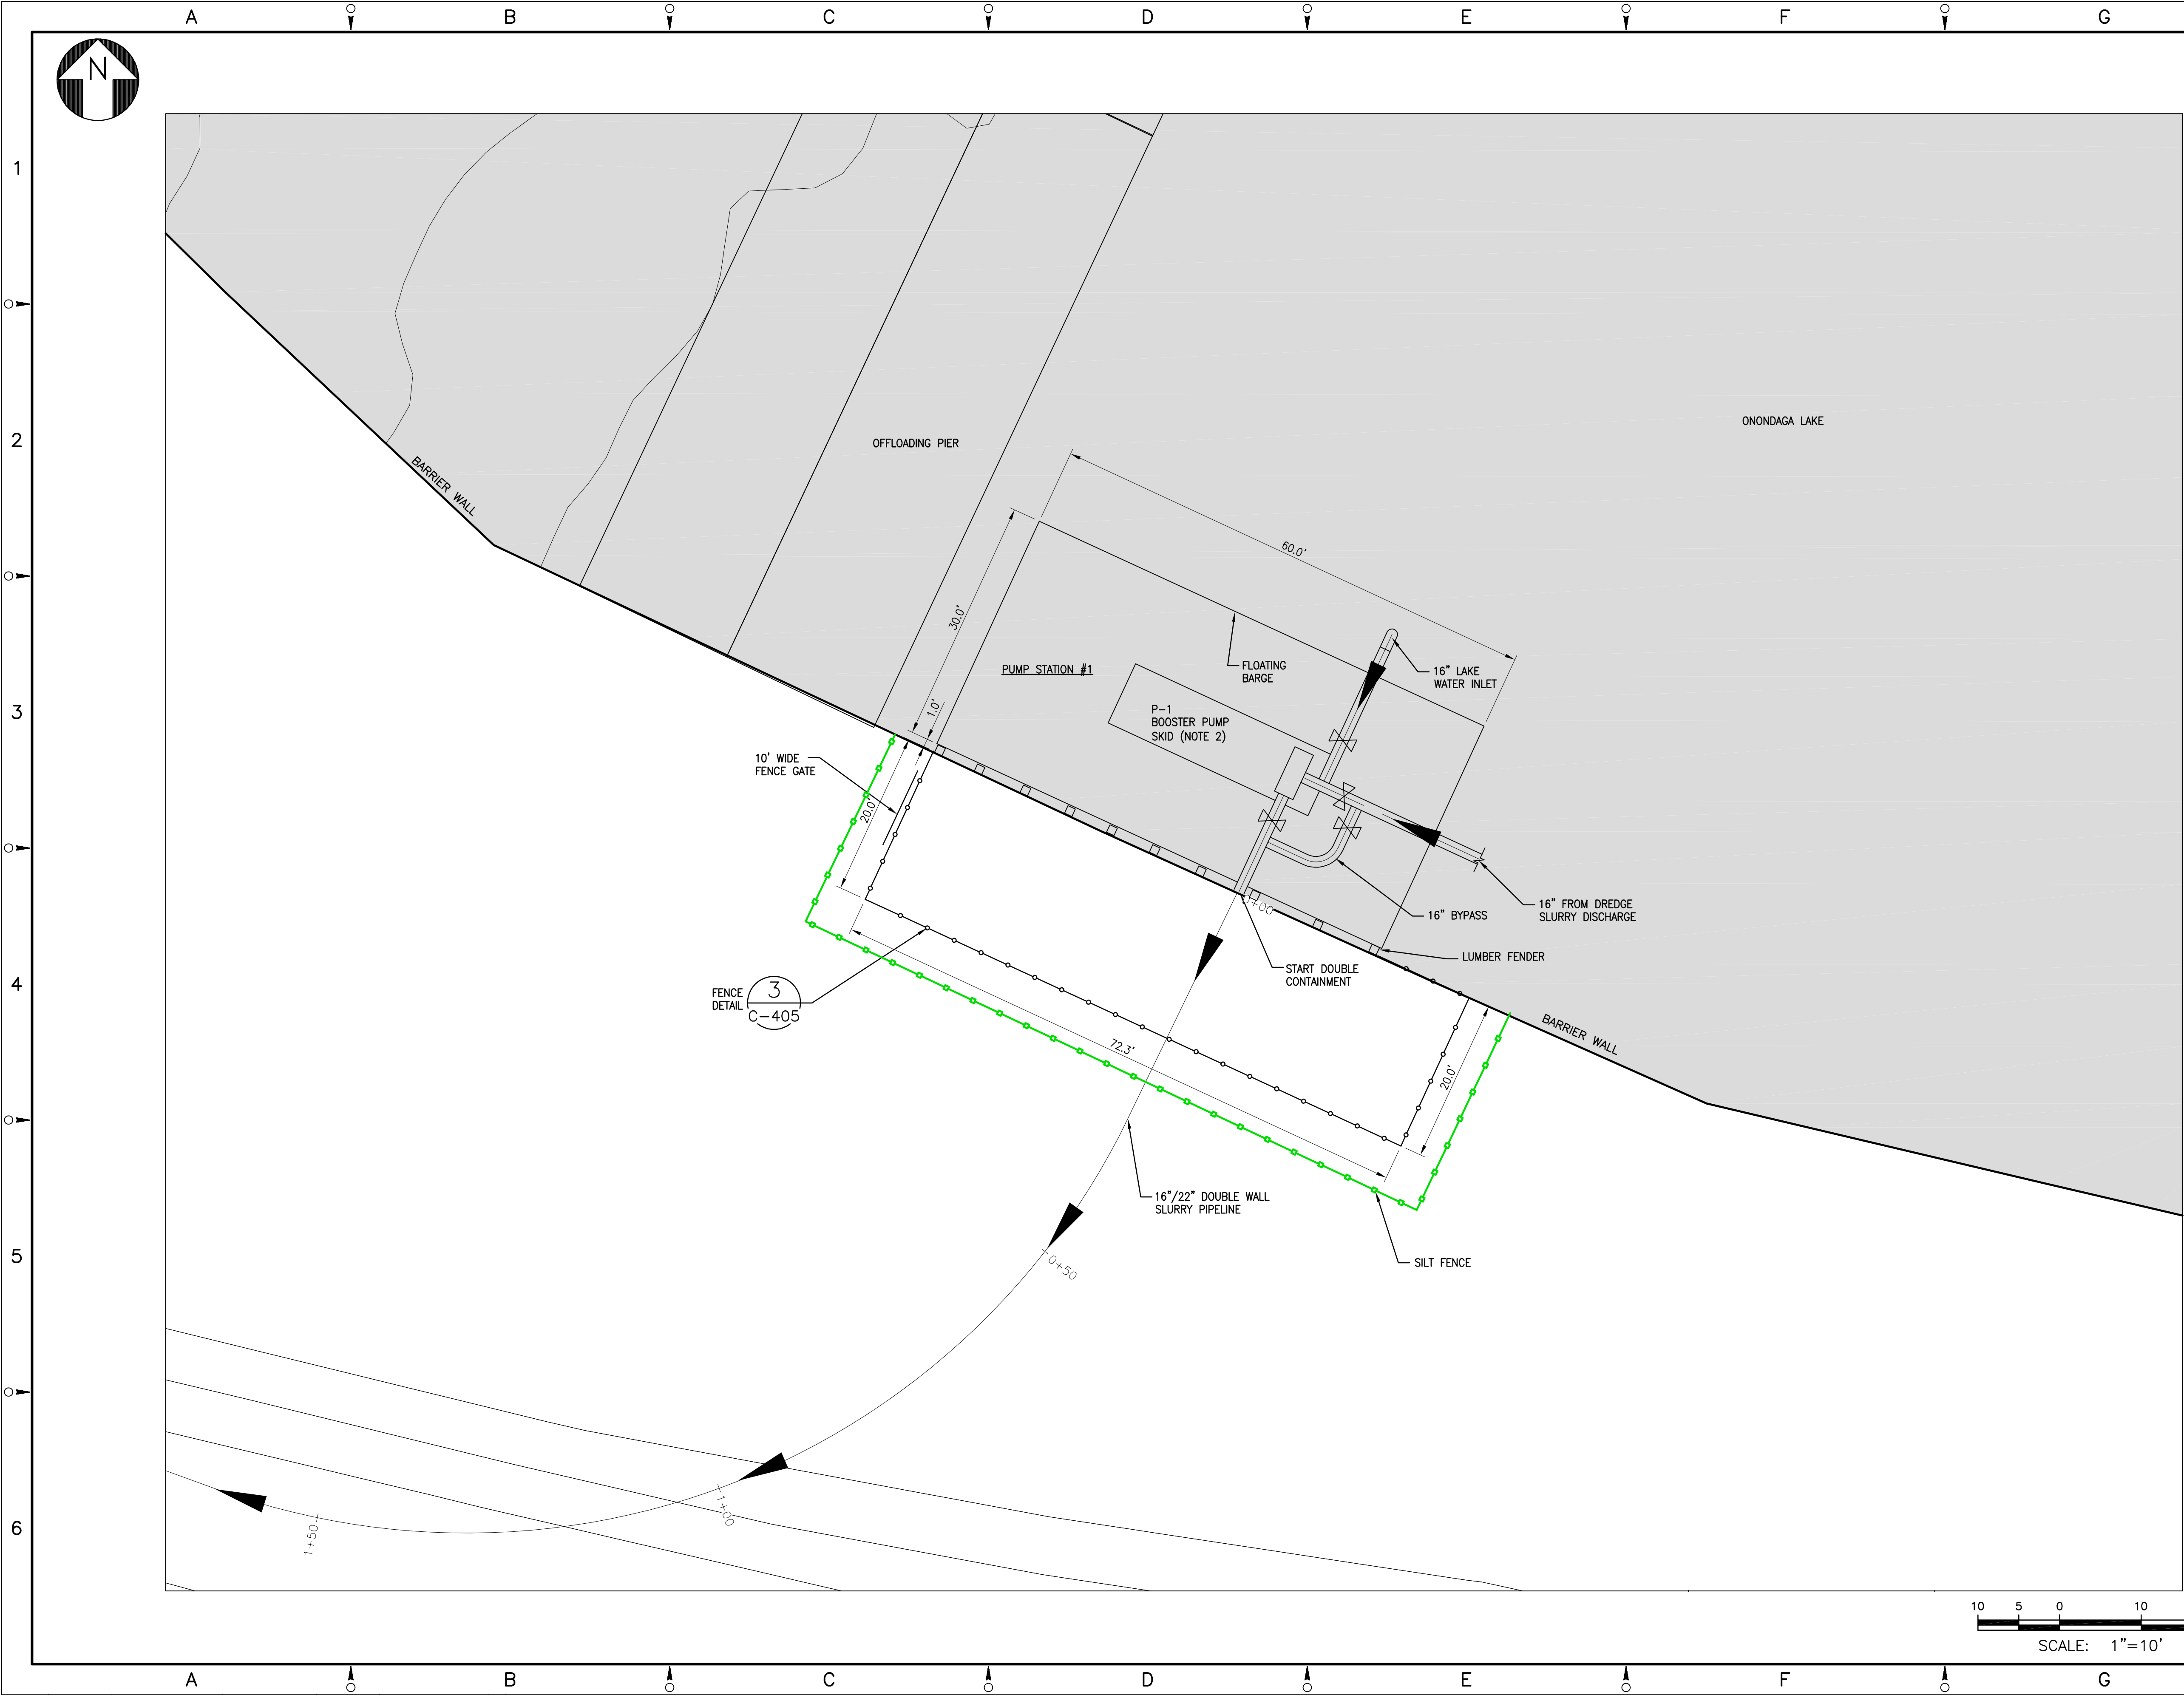 A B C D E F G
N
1
ONONDAGA LAKE
2
OFFLOADING PIER
BARRIER WALL
60.0'
30.0'
PUMP STATION #1
FLOATING
BARGE
16" LAKE
WATER INLET
3
1.0'
P-1
BOOSTER PUMP
SKID (NOTE 2)
10' WIDE
FENCE GATE
20.0'
0+00
16" BYPASS
16" FROM DREDGE
SLURRY DISCHARGE
LUMBER FENDER
START DOUBLE
CONTAINMENT
4
FENCE
DETAIL
3
C-405
BARRIER WALL
72.3'
20.0'
16"/22" DOUBLE WALL
SLURRY PIPELINE
5
0+50
SILT FENCE
1+00
6
1+50
10 5 0 10
SCALE: 1"=10'
A B C D E F G